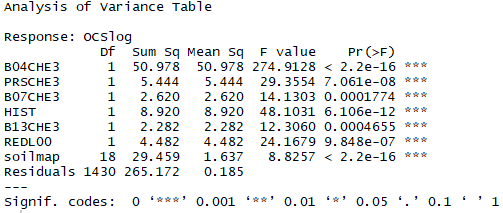 Analysis of Variance Table
Response: OCSlog
Df Sum Sq Mean Sq F value Pr(>F)
B04CHE3 1 50.978 50.978 274.9128 < 2.2e-16 ***
PRSCHE3 1 5.444 5.444 29.3554 7.061e-08 ***
B07CHE3 1 2.620 2.620 14.1303 0.0001774 ***
HIST 1 8.920 8.920 48.1031 6.106e-12 ***
B13CHE3 1 2.282 2.282 12.3060 0.0004655 ***
REDL00 1 4.482 4.482 24.1679 9.848e-07 ***
soilmap 18 29.459 1.637 8.8257 < 2.2e-16 ***
Residuals 1430 265.172 0.185
---
Signif. codes: 0 ‘***’ 0.001 ‘**’ 0.01 ‘*’ 0.05 ‘.’ 0.1 ‘ ’ 1